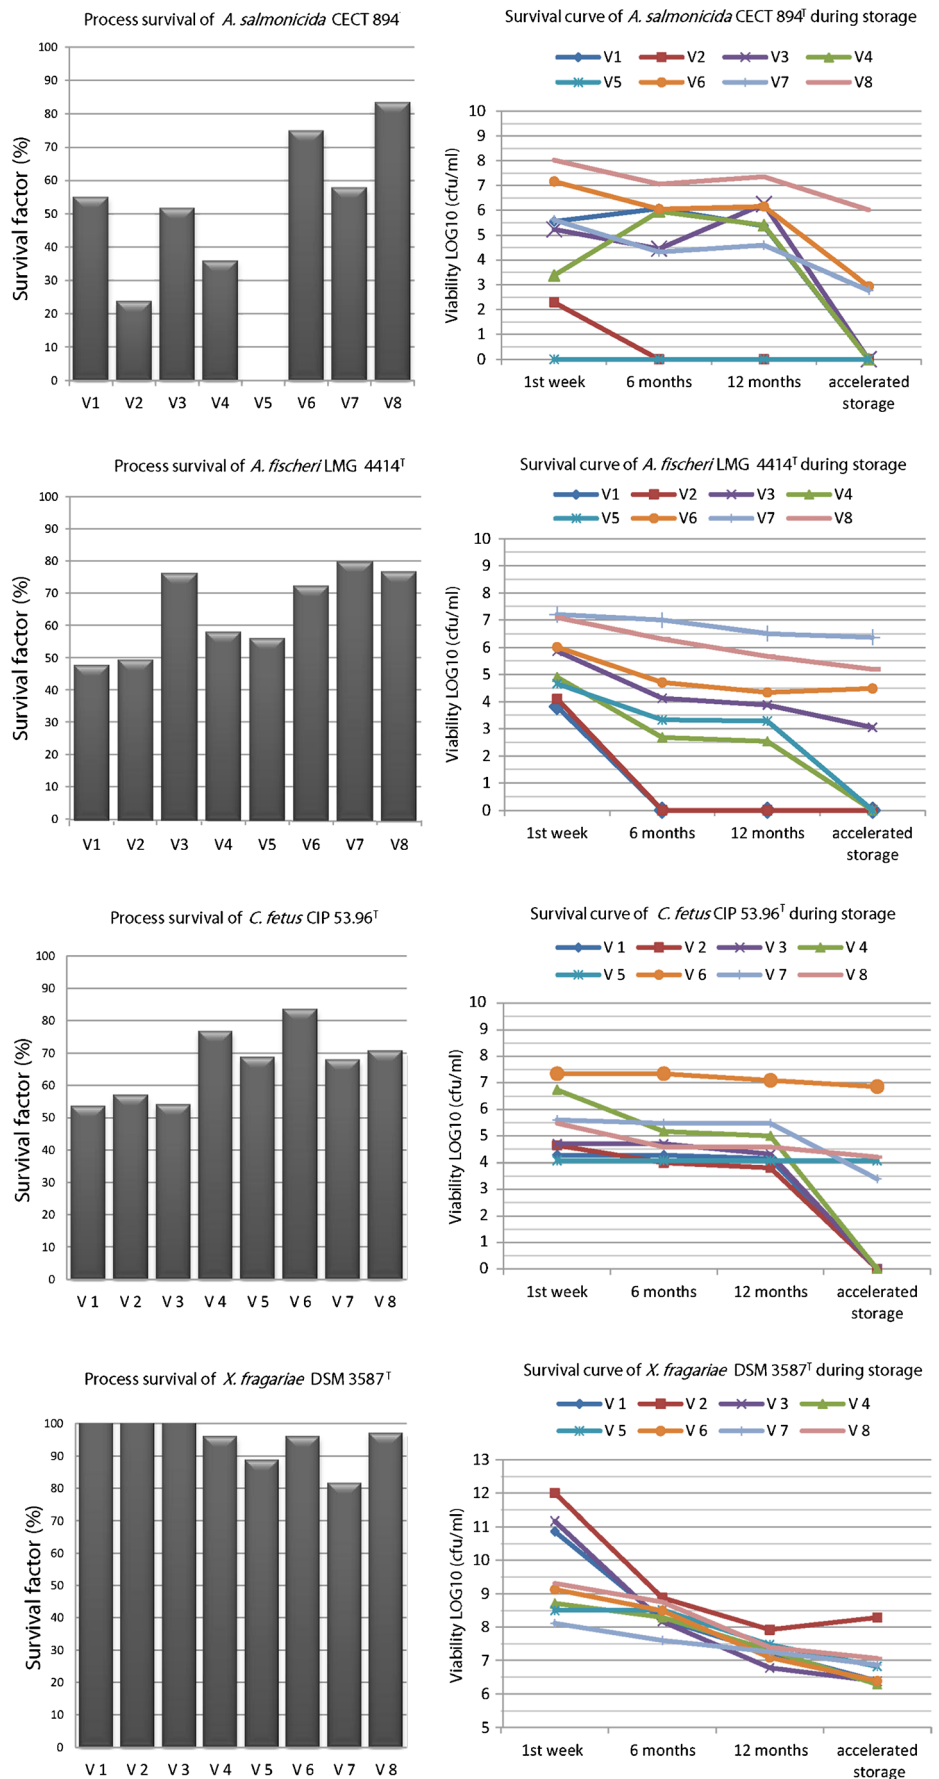 Process survival of A. salmonicida CECT 894
Survival factor (%)
100
90
80
70
60
50
40
30
20
10
0
V1 V2 V3 V4 V5 V6 V7 V8
Survival curve of A. salmonicida CECT 894ᵀ during storage
V1 V2 V3 V4
V5 V6 V7 V8
Viability LOG10 (cfu/ml)
10
9
8
7
6
5
4
3
2
1
0
1st week 6 months 12 months accelerated
storage
Process survival of A. fischeri LMG 4414ᵀ
Survival factor (%)
100
90
80
70
60
50
40
30
20
10
0
V1 V2 V3 V4 V5 V6 V7 V8
Survival curve of A. fischeri LMG 4414ᵀ during storage
V1 V2 V3 V4
V5 V6 V7 V8
Viability LOG10 (cfu/ml)
10
9
8
7
6
5
4
3
2
1
0
1st week 6 months 12 months accelerated
storage
Process survival of C. fetus CIP 53.96ᵀ
Survival factor (%)
100
90
80
70
60
50
40
30
20
10
0
V 1 V 2 V 3 V 4 V 5 V 6 V 7 V 8
Survival curve of C. fetus CIP 53.96ᵀ during storage
V 1 V 2 V 3 V 4
V 5 V 6 V 7 V 8
Viability LOG10 (cfu/ml)
10
9
8
7
6
5
4
3
2
1
0
1st week 6 months 12 months accelerated
storage
Process survival of X. fragariae DSM 3587ᵀ
Survival factor (%)
100
90
80
70
60
50
40
30
20
10
0
V 1 V 2 V 3 V 4 V 5 V 6 V 7 V 8
Survival curve of X. fragariae DSM 3587ᵀ during storage
V 1 V 2 V 3 V 4
V 5 V 6 V 7 V 8
Viability LOG10 (cfu/ml)
13
12
11
10
9
8
7
6
5
1st week 6 months 12 months accelerated
storage